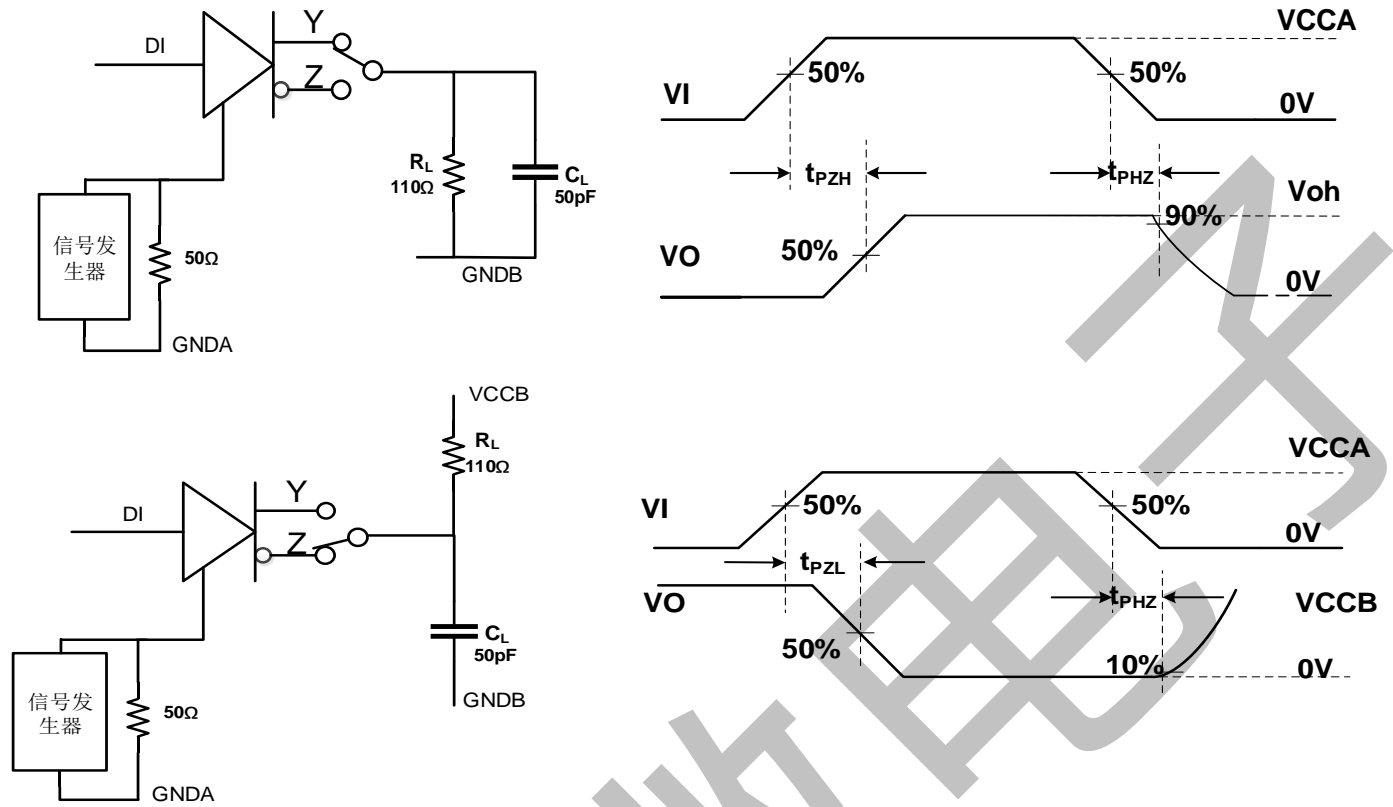 DI
Y
Z
RL
110Ω
CL
50pF
信号发
生器
50Ω
GNDB
GNDA
VCCA
VI
50%
50%
0V
tPZH
tPHZ
Voh
90%
VO
50%
0V
VCCB
RL
110Ω
DI
Y
Z
CL
50pF
信号发
生器
50Ω
GNDB
GNDA
VCCA
VI
50%
50%
0V
tPZL
tPHZ
VO
VCCB
50%
10%
0V
电子